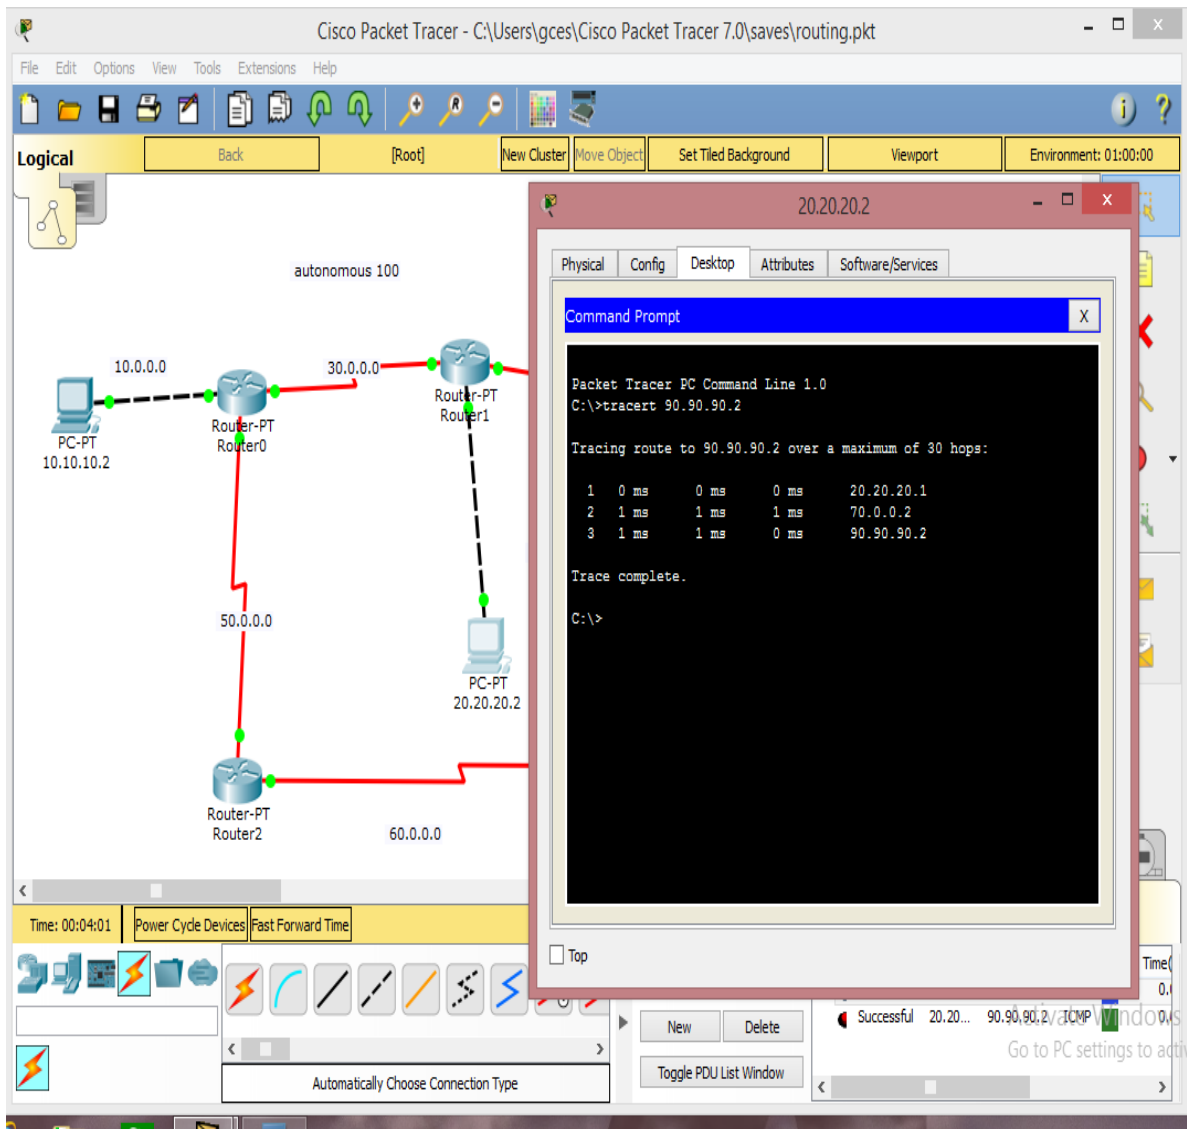 Cisco Packet Tracer - C:\Users\gces\Cisco Packet Tracer 7.0\saves\routing.pkt
File Edit Options View Tools Extensions Help
Logical
Back
[Root]
New Cluster
Move Object
Set Tiled Background
Viewport
Environment: 01:00:00
autonomous 100
10.0.0.0
30.0.0.0
Router-PT
Router1
Router-PT
Router0
PC-PT
10.10.10.2
50.0.0.0
PC-PT
20.20.20.2
Router-PT
Router2
60.0.0.0
20.20.20.2
Physical Config Desktop Attributes Software/Services
Command Prompt
X
Packet Tracer PC Command Line 1.0
C:\>tracert 90.90.90.2
Tracing route to 90.90.90.2 over a maximum of 30 hops:
1 0 ms 0 ms 0 ms 20.20.20.1
2 1 ms 1 ms 1 ms 70.0.0.2
3 1 ms 1 ms 0 ms 90.90.90.2
Trace complete.
C:\>
Top
Time: 00:04:01
Power Cycle Devices
Fast Forward Time
Automatically Choose Connection Type
New
Delete
Toggle PDU List Window
Time(
Successful 20.20... 90.90.90.2 ICMP
Activate Windows
Go to PC settings to activ